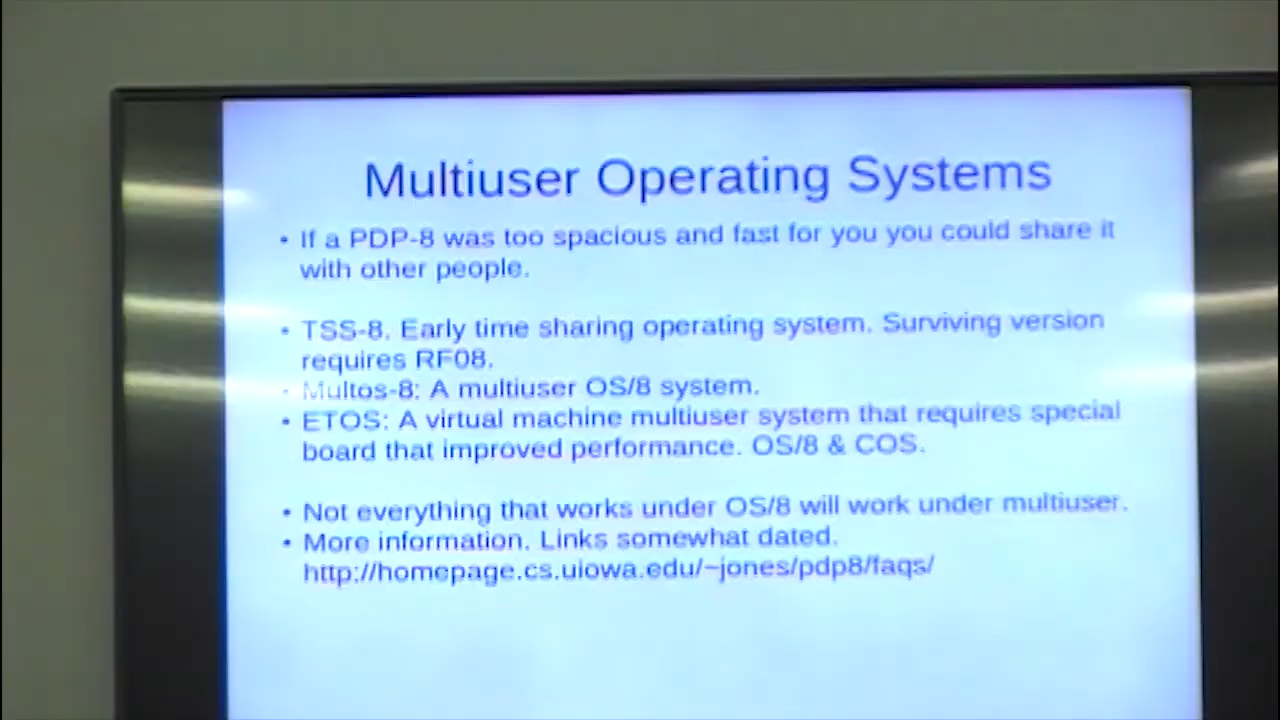 Multiuser Operating Systems
• If a PDP-8 was too spacious and fast for you you could share it
with other people.
• TSS-8. Early time sharing operating system. Surviving version
requires RF08.
• Multos-8: A multiuser OS/8 system.
• ETOS: A virtual machine multiuser system that requires special
board that improved performance. OS/8 & COS.
• Not everything that works under OS/8 will work under multiuser.
• More information. Links somewhat dated.
http://homepage.cs.uiowa.edu/~jones/pdp8/faqs/